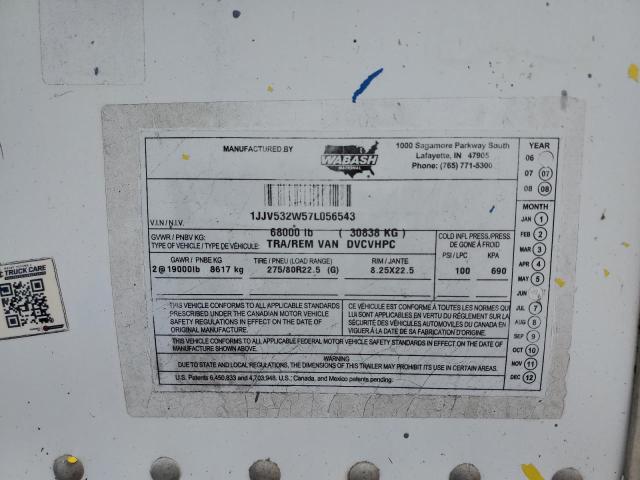 MANUFACTURED BY
WABASH
NATIONAL
1000 Sagamore Parkway South
Lafayette, IN 47905
Phone: (765) 771-5300
1JJV532W57L056543
V.I.N./N.I.V.
GVWR / PNBV KG: 68000 lb ( 30838 KG )
TYPE OF VEHICLE / TYPE DE VÉHICULE: TRA/REM VAN DVCVHPC
COLD INFL PRESS/PRESS
DE GONF À FROID
GAWR / PNBE KG
TIRE / PNEU (LOAD RANGE)
RIM / JANTE
PSI / LPC
KPA
2@19000lb 8617 kg
275/80R22.5 (G)
8.25X22.5
100
690
THIS VEHICLE CONFORMS TO ALL APPLICABLE STANDARDS
PRESCRIBED UNDER THE CANADIAN MOTOR VEHICLE
SAFETY REGULATIONS IN EFFECT ON THE DATE OF
ORIGINAL MANUFACTURE.
CE VÉHICULE EST CONFORME À TOUTES LES NORMES QUI
LUI SONT APPLICABLES EN VERTU DU RÉGLEMENT SUR LA
SÉCURITÉ DES VÉHICULES AUTOMOBILES DU CANADA EN
VIGUER À LA DATE DE SA FABRICATION D'ORIGINE.
THIS VEHICLE CONFORMS TO ALL APPLICABLE FEDERAL MOTOR VEHICLE SAFETY STANDARDS IN EFFECT ON THE DATE OF
MANUFACTURE SHOWN ABOVE.
WARNING
DUE TO STATE AND LOCAL REGULATIONS, THE DIMENSIONS OF THIS TRAILER MAY PROHIBIT ITS USE IN CERTAIN AREAS.
U.S. Patents 6,450,833 and 4,703,948. U.S., Canada, and Mexico patents pending.
YEAR
06
07 07
08 08
MONTH
JAN 1
FEB 2
MAR 3
APR 4
MAY 5
JUN
JUL 7
AUG 8
SEP 9
OCT 10
NOV 11
DEC 12
TRUCK CARE